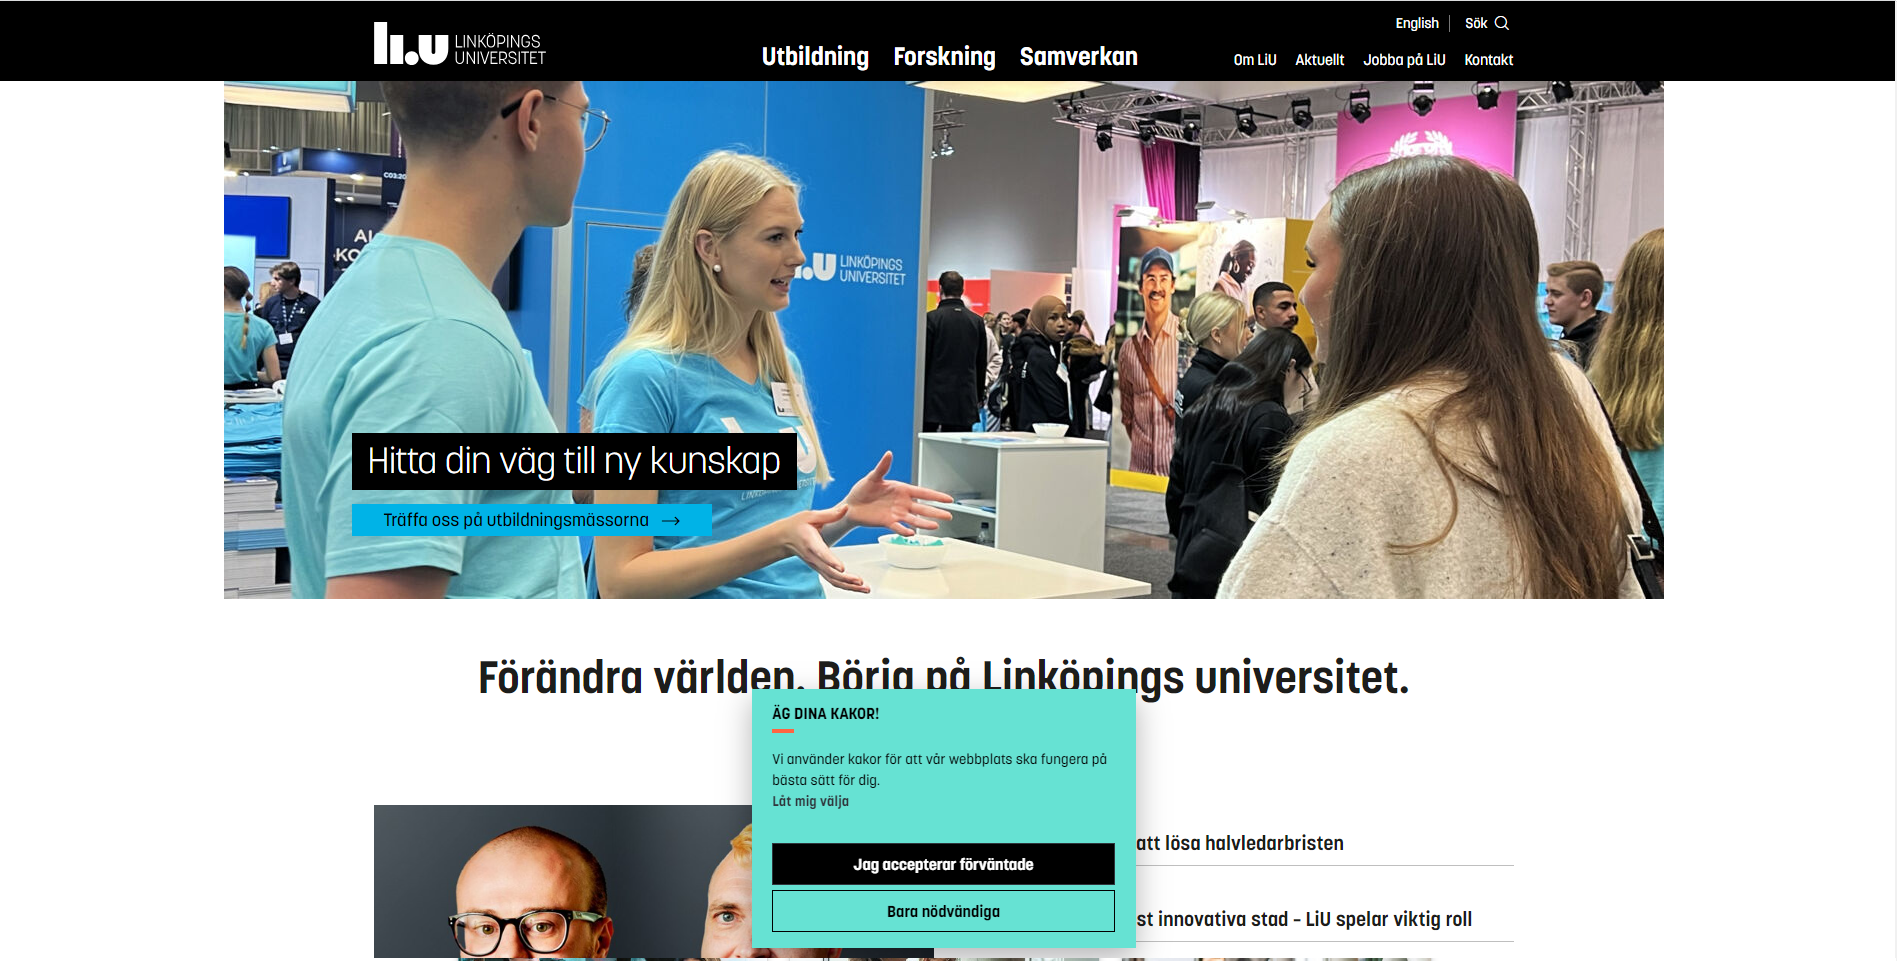 English
Sök
LINKÖPINGS
UNIVERSITET
Utbildning
Forskning
Samverkan
Om LiU
Aktuellt
Jobba på LiU
Kontakt
C03:20
LINKÖPINGS
UNIVERSITET
Hitta din väg till ny kunskap
Träffa oss på utbildningsmässorna
Förändra världen. Börja på Linköpings universitet.
ÄG DINA KAKOR!
Vi använder kakor för att vår webbplats ska fungera på
bästa sätt för dig.
Låt mig välja
Jag accepterar förväntade
Bara nödvändiga
att lösa halvledarbristen
st innovativa stad – LiU spelar viktig roll